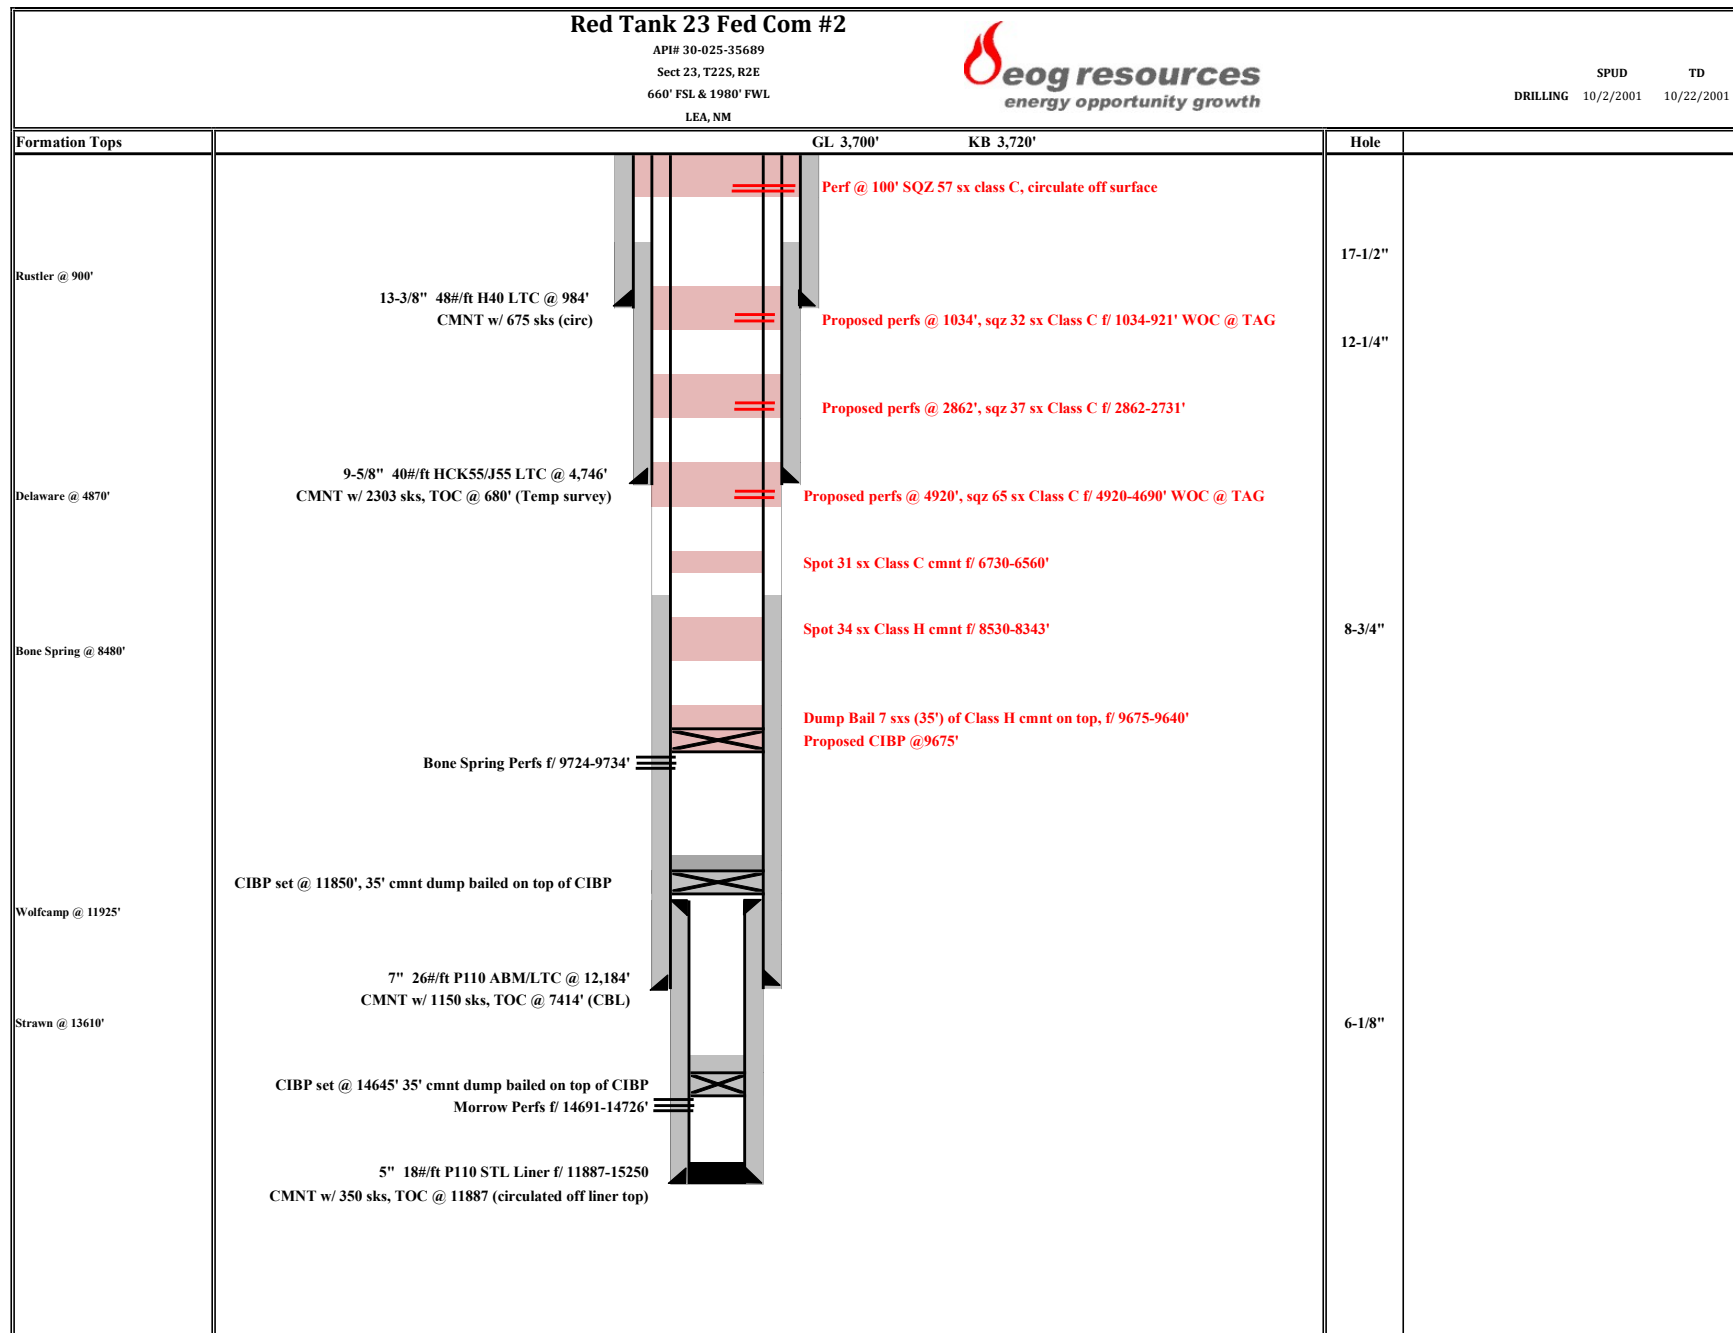 Red Tank 23 Fed Com #2
API# 30-025-35689
Sect 23, T22S, R2E
660' FSL & 1980' FWL
LEA, NM
eog resources
energy opportunity growth
SPUD TD
DRILLING 10/2/2001 10/22/2001
Formation Tops GL 3,700' KB 3,720' Hole
Perf @ 100' SQZ 57 sx class C, circulate off surface
17-1/2"
Rustler @ 900'
13-3/8" 48#/ft H40 LTC @ 984'
CMNT w/ 675 sks (circ)
Proposed perfs @ 1034', sqz 32 sx Class C f/ 1034-921' WOC @ TAG
12-1/4"
Proposed perfs @ 2862', sqz 37 sx Class C f/ 2862-2731'
9-5/8" 40#/ft HCK55/J55 LTC @ 4,746'
Delaware @ 4870'
CMNT w/ 2303 sks, TOC @ 680' (Temp survey)
Proposed perfs @ 4920', sqz 65 sx Class C f/ 4920-4690' WOC @ TAG
Spot 31 sx Class C cmnt f/ 6730-6560'
Spot 34 sx Class H cmnt f/ 8530-8343'
8-3/4"
Bone Spring @ 8480'
Dump Bail 7 sxs (35') of Class H cmnt on top, f/ 9675-9640'
Proposed CIBP @9675'
Bone Spring Perfs f/ 9724-9734'
CIBP set @ 11850', 35' cmnt dump bailed on top of CIBP
Wolfcamp @ 11925'
7" 26#/ft P110 ABM/LTC @ 12,184'
CMNT w/ 1150 sks, TOC @ 7414' (CBL)
Strawn @ 13610'
6-1/8"
CIBP set @ 14645' 35' cmnt dump bailed on top of CIBP
Morrow Perfs f/ 14691-14726'
5" 18#/ft P110 STL Liner f/ 11887-15250
CMNT w/ 350 sks, TOC @ 11887 (circulated off liner top)